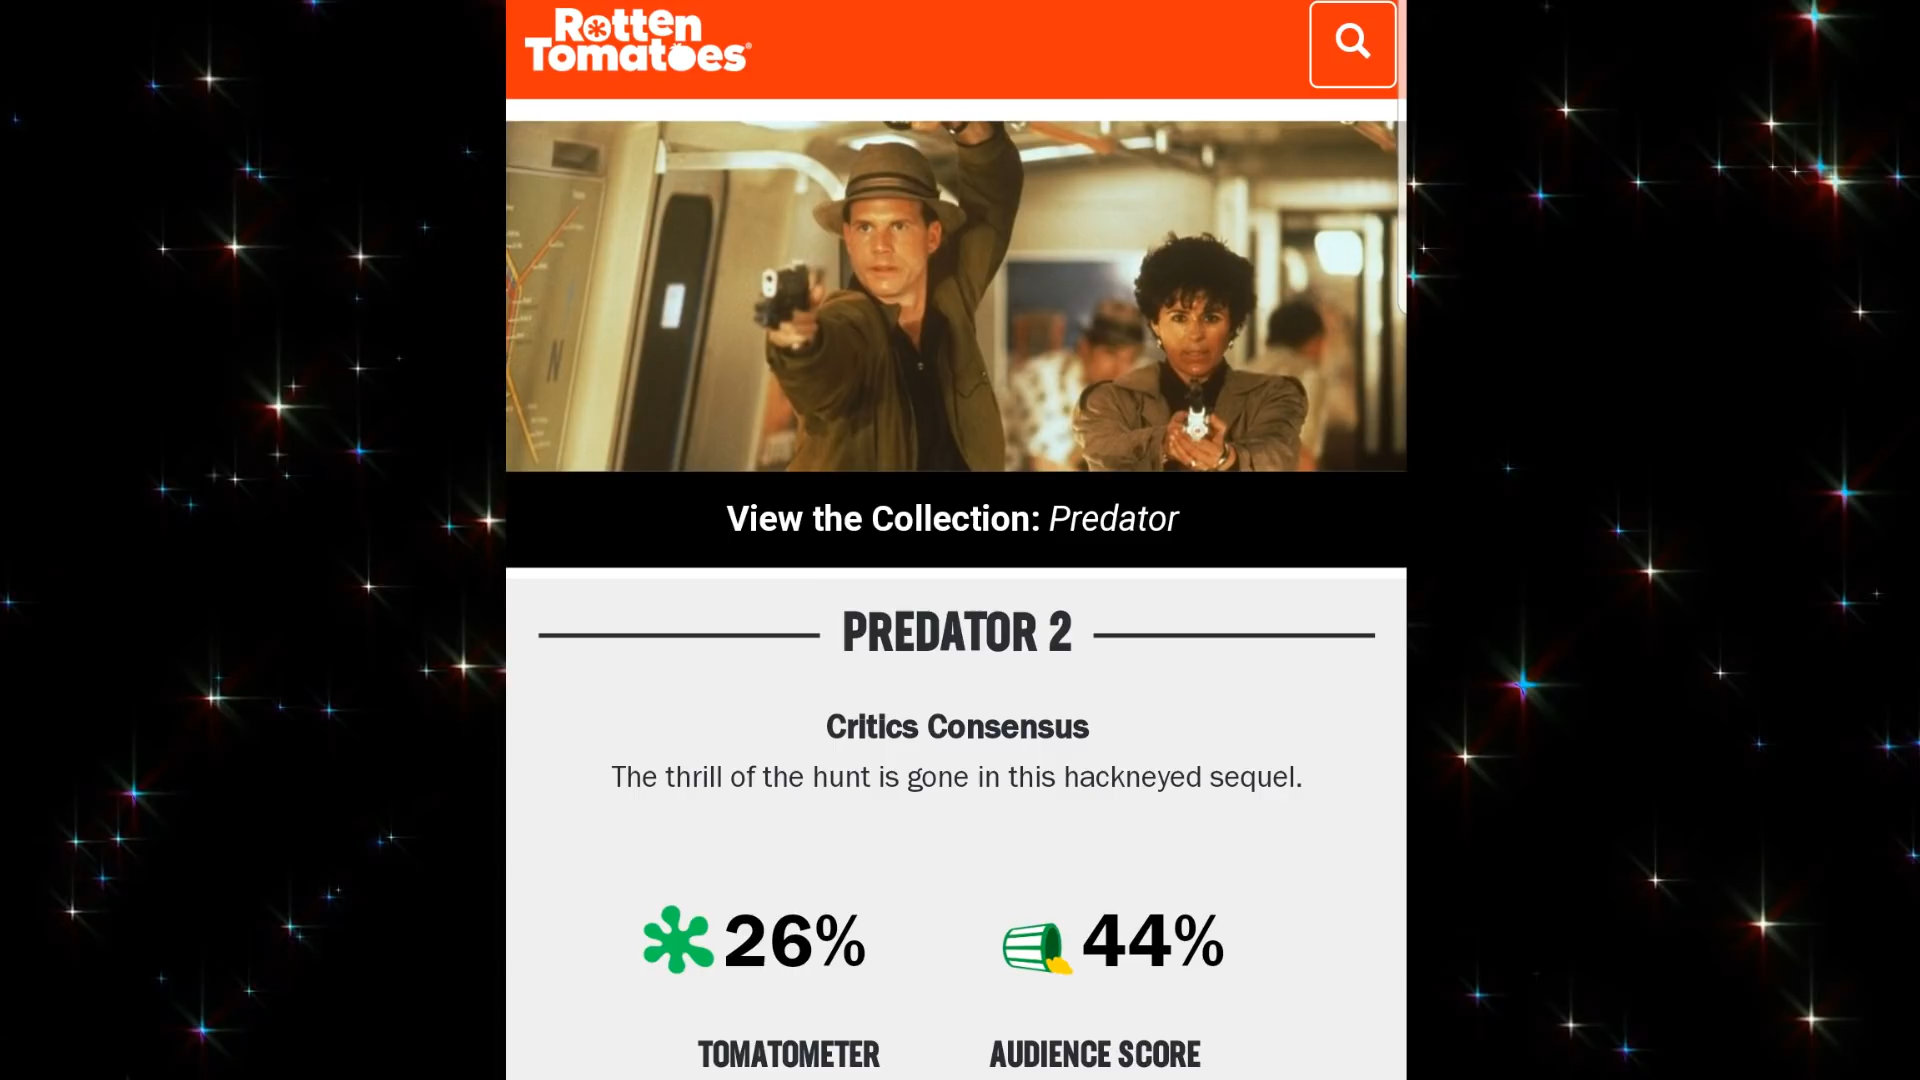 Rotten
Tomatoes®
N
View the Collection: Predator
PREDATOR 2
Critics Consensus
The thrill of the hunt is gone in this hackneyed sequel.
26%
44%
TOMATOMETER
AUDIENCE SCORE